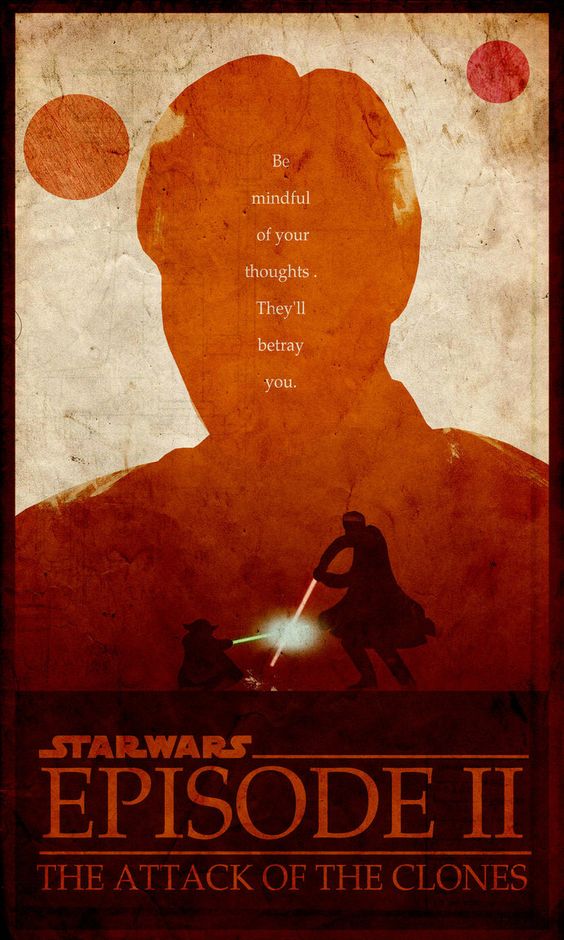 Be
mindful
of your
thoughts .
They'll
betray
you.
STAR WARS
EPISODE II
THE ATTACK OF THE CLONES